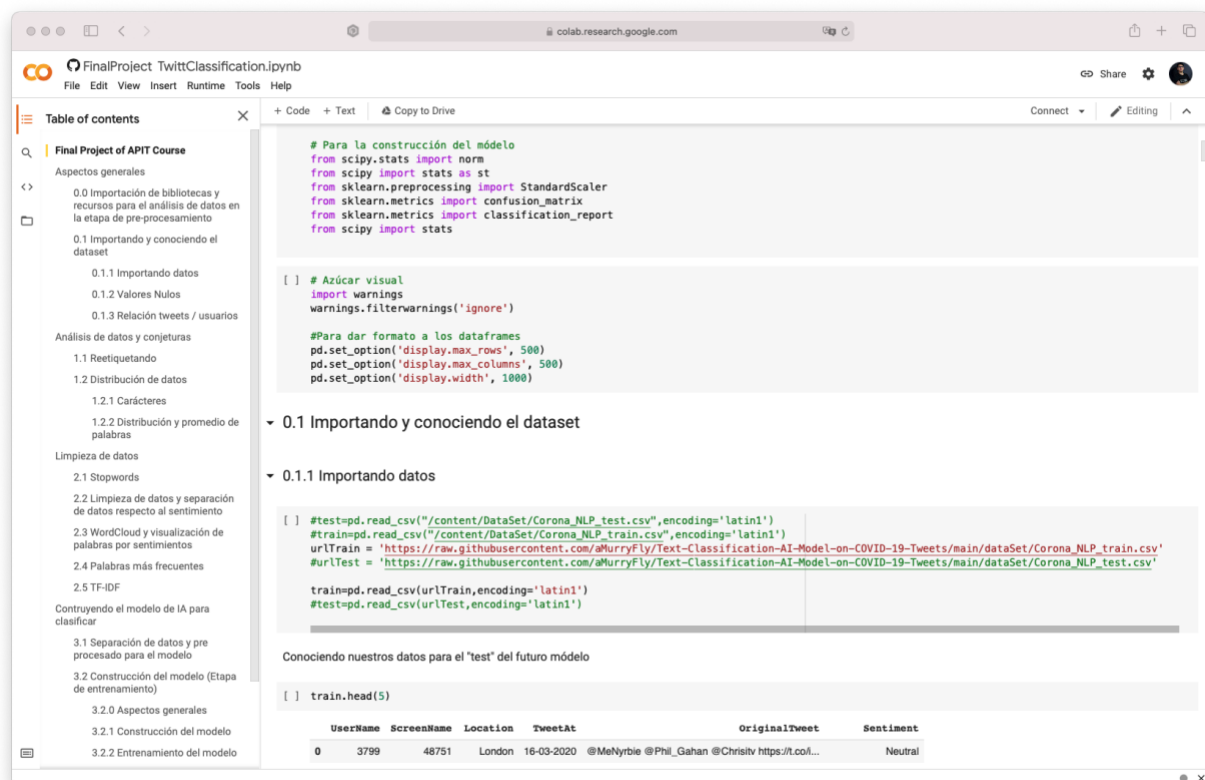 colab.research.google.com
FinalProject TwittClassification.ipynb
File Edit View Insert Runtime Tools Help
Share
Table of contents
+ Code + Text Copy to Drive
Connect
Editing
Final Project of APIT Course
Aspectos generales
0.0 Importación de bibliotecas y
recursos para el análisis de datos en
la etapa de pre-procesamiento
0.1 Importando y conociendo el
dataset
0.1.1 Importando datos
0.1.2 Valores Nulos
0.1.3 Relación tweets / usuarios
Análisis de datos y conjeturas
1.1 Reetiquetando
1.2 Distribución de datos
1.2.1 Carácteres
1.2.2 Distribución y promedio de
palabras
Limpieza de datos
2.1 Stopwords
2.2 Limpieza de datos y separación
de datos respecto al sentimiento
2.3 WordCloud y visualización de
palabras por sentimientos
2.4 Palabras más frecuentes
2.5 TF-IDF
Contruyendo el modelo de IA para
clasificar
3.1 Separación de datos y pre
procesado para el modelo
3.2 Construcción del modelo (Etapa
de entrenamiento)
3.2.0 Aspectos generales
3.2.1 Construcción del modelo
3.2.2 Entrenamiento del modelo
# Para la construcción del módelo
from scipy.stats import norm
from scipy import stats as st
from sklearn.preprocessing import StandardScaler
from sklearn.metrics import confusion_matrix
from sklearn.metrics import classification_report
from scipy import stats
[ ] # Azúcar visual
import warnings
warnings.filterwarnings('ignore')
#Para dar formato a los dataframes
pd.set_option('display.max_rows', 500)
pd.set_option('display.max_columns', 500)
pd.set_option('display.width', 1000)
0.1 Importando y conociendo el dataset
0.1.1 Importando datos
[ ] #test=pd.read_csv("/content/DataSet/Corona_NLP_test.csv",encoding='latin1')
#train=pd.read_csv("/content/DataSet/Corona_NLP_train.csv",encoding='latin1')
urlTrain = 'https://raw.githubusercontent.com/aMurryFly/Text-Classification-AI-Model-on-COVID-19-Tweets/main/dataSet/Corona_NLP_train.csv'
#urlTest = 'https://raw.githubusercontent.com/aMurryFly/Text-Classification-AI-Model-on-COVID-19-Tweets/main/dataSet/Corona_NLP_test.csv'
train=pd.read_csv(urlTrain,encoding='latin1')
#test=pd.read_csv(urlTest,encoding='latin1')
Conociendo nuestros datos para el "test" del futuro módelo
[ ] train.head(5)
UserName ScreenName Location TweetAt OriginalTweet Sentiment
0 3799 48751 London 16-03-2020 @MeNyrbie @Phil_Gahan @Chrisitv https://t.co/i... Neutral